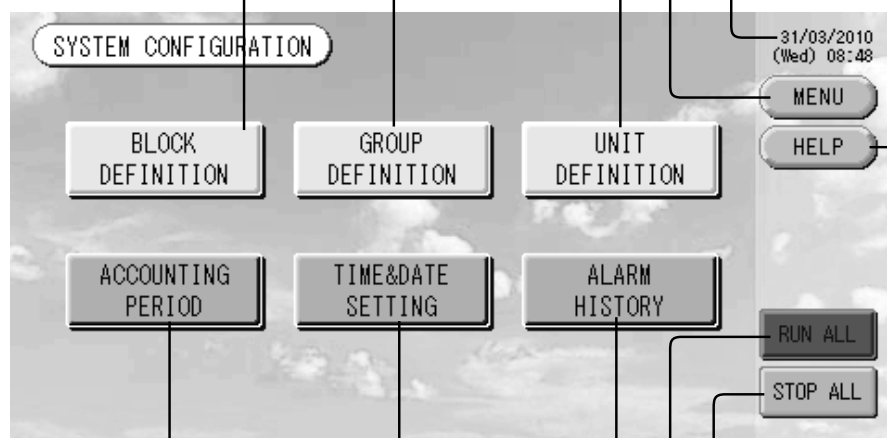 SYSTEM CONFIGURATION
31/03/2010
(Wed) 08:48
MENU
HELP
BLOCK
DEFINITION
GROUP
DEFINITION
UNIT
DEFINITION
ACCOUNTING
PERIOD
TIME&DATE
SETTING
ALARM
HISTORY
RUN ALL
STOP ALL